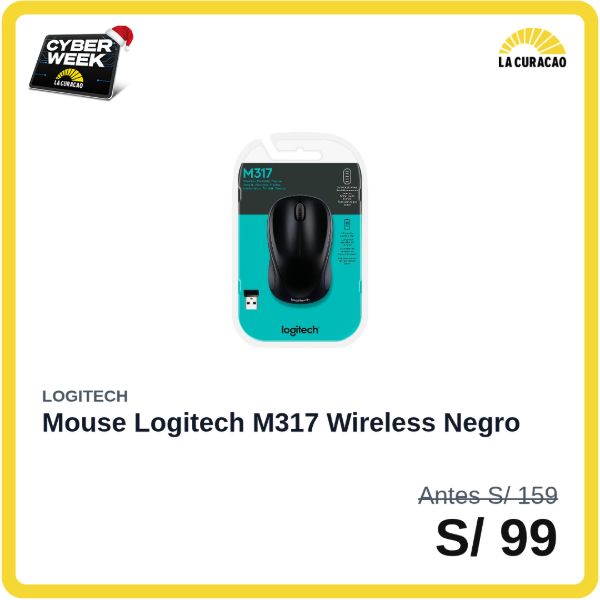 CYBER
WEEK
LA CURACAO
LA CURACAO
M317
logitech
LOGITECH
Mouse Logitech M317 Wireless Negro
Antes S/ 159
S/ 99